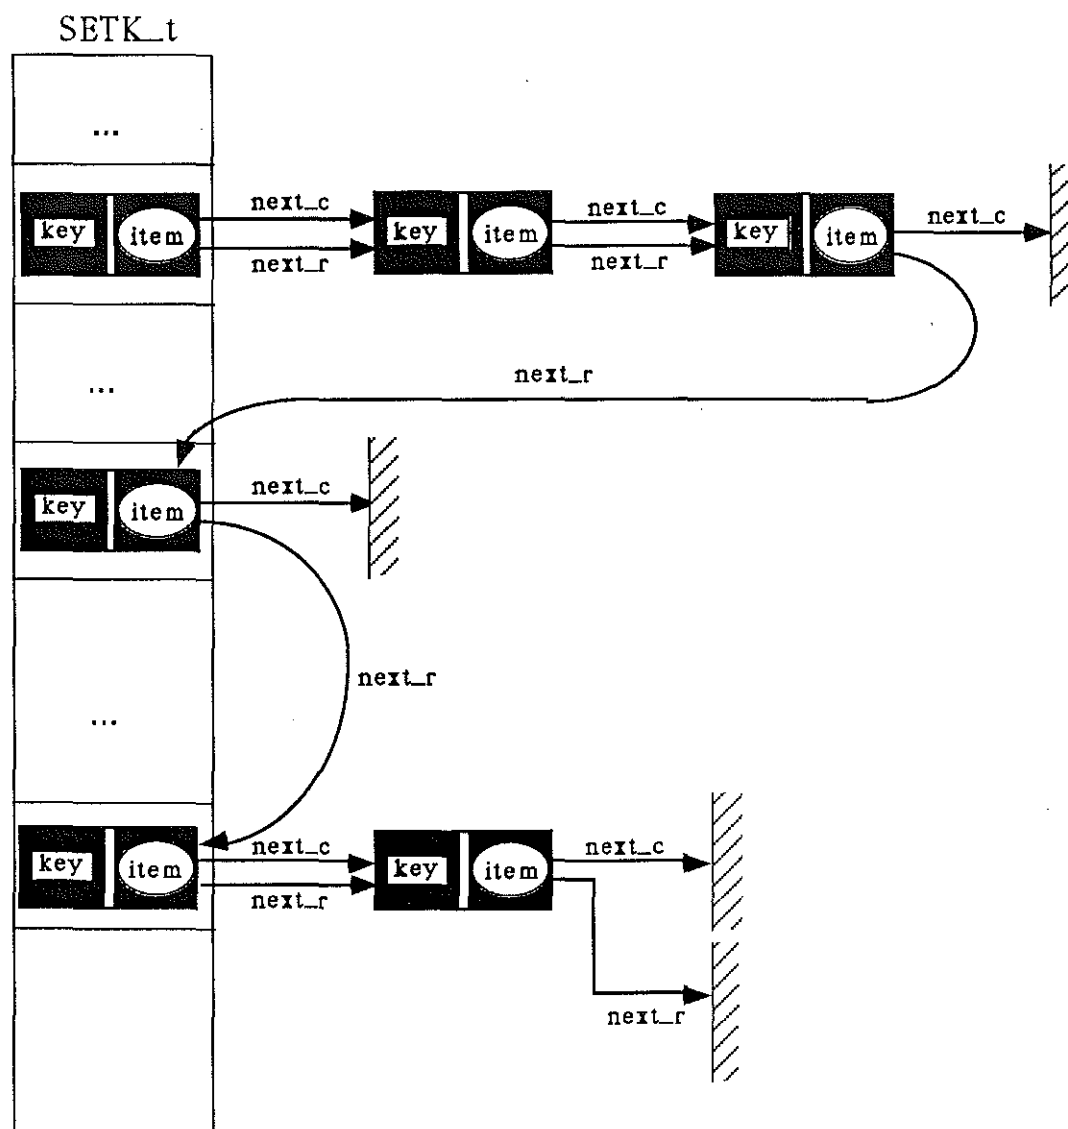 SETK_t
...
next_c next_c next_c
key item key item key item
next_r next_r
...
next_r
next_c
key item
next_r
...
next_c next_c
key item key item
next_r
next_r